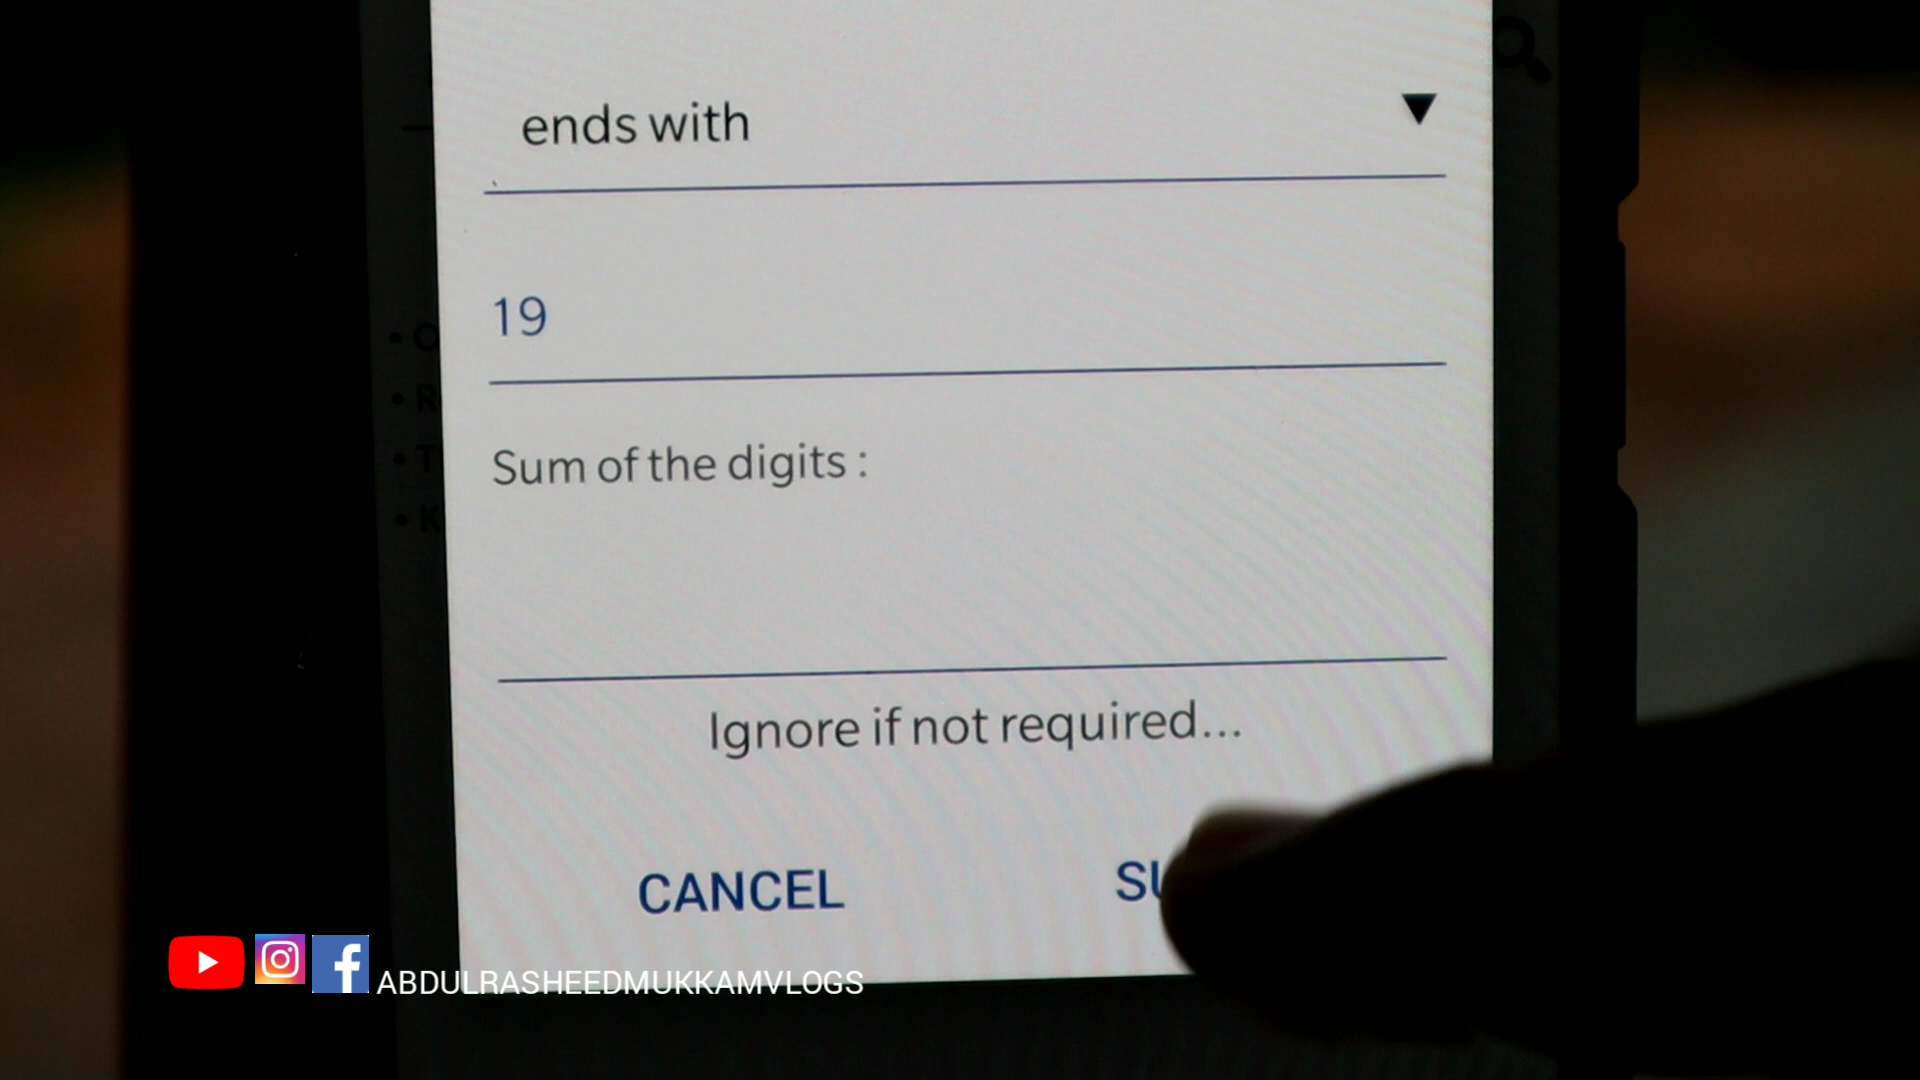 ends with
19
Sum of the digits :
Ignore if not required...
CANCEL
ABDULRASHEEDMUKKAMVLOGS